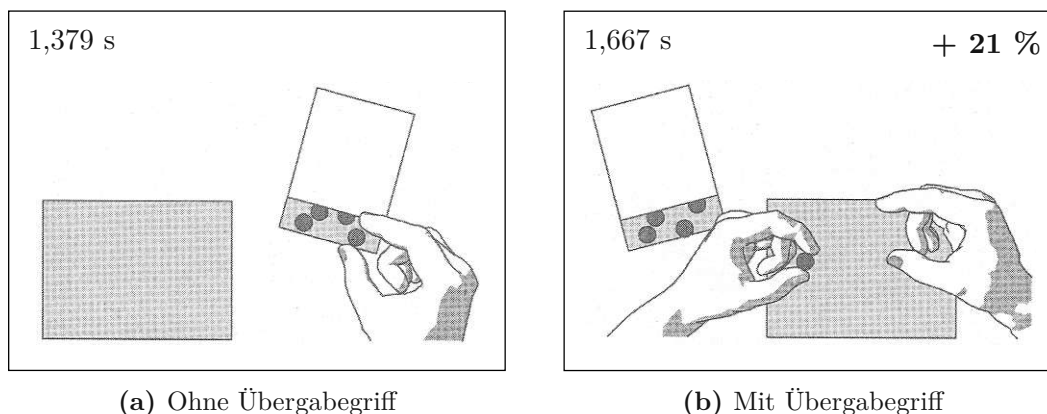 1,379 s
1,667 s
+ 21 %
(a) Ohne Übergabegriff
(b) Mit Übergabegriff